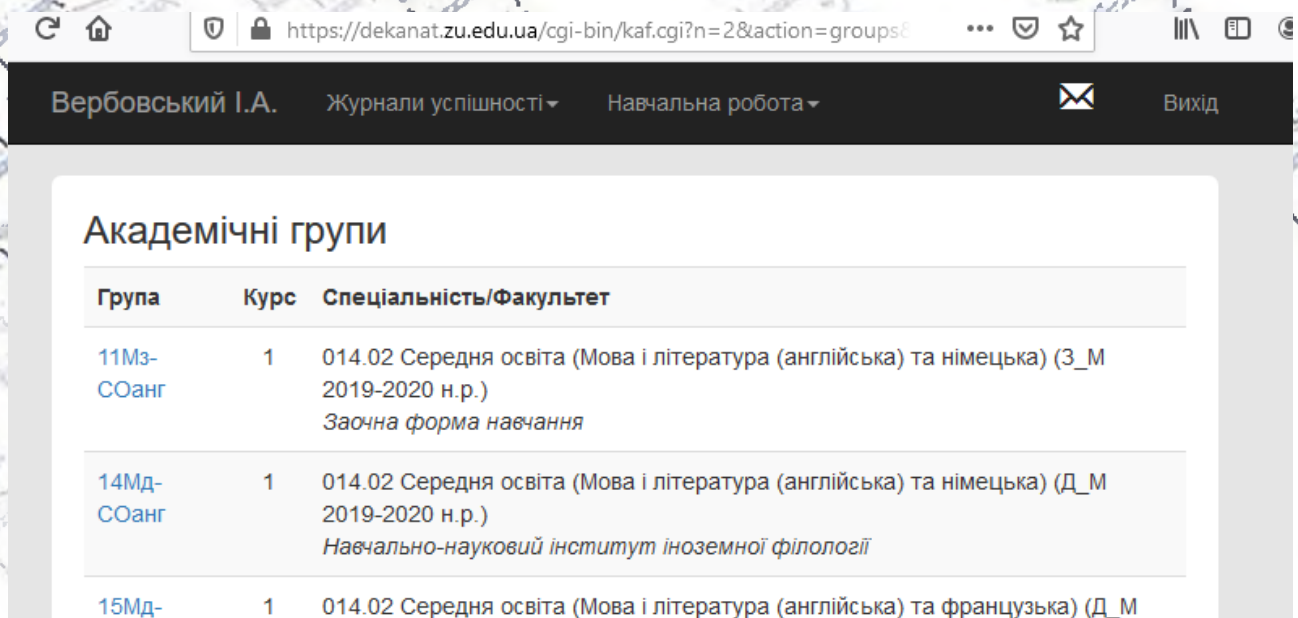 https://dekanat.zu.edu.ua/cgi-bin/kaf.cgi?n=2&action=groups
Вербовський І.А. Журнали успішності Навчальна робота Вихід
Академічні групи
Група Курс Спеціальність/Факультет
11Мз- 1 014.02 Середня освіта (Мова і література (англійська) та німецька) (З_М
СОанг 2019-2020 н.р.)
Заочна форма навчання
14Мд- 1 014.02 Середня освіта (Мова і література (англійська) та німецька) (Д_М
СОанг 2019-2020 н.р.)
Навчально-науковий інститут іноземної філології
15Мд- 1 014.02 Середня освіта (Мова і література (англійська) та французька) (Д_М